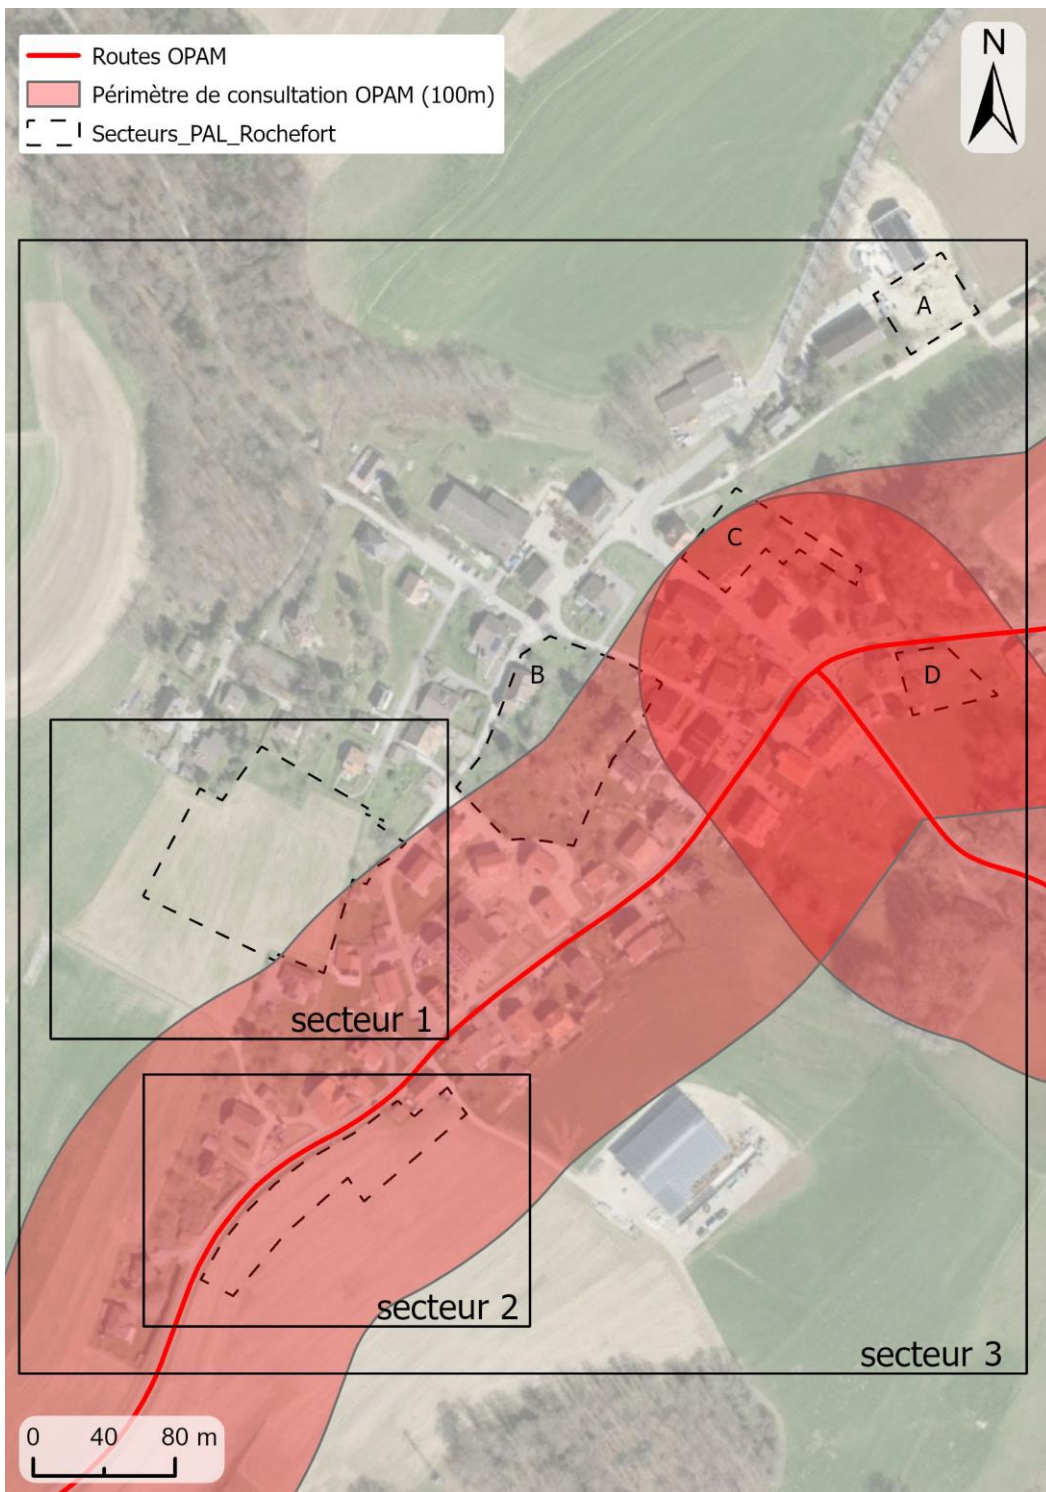 Routes OPAM
Périmètre de consultation OPAM (100m)
Secteurs_PAL_Rochefort
N
A
C
B
D
secteur 1
secteur 2
secteur 3
0 40 80 m